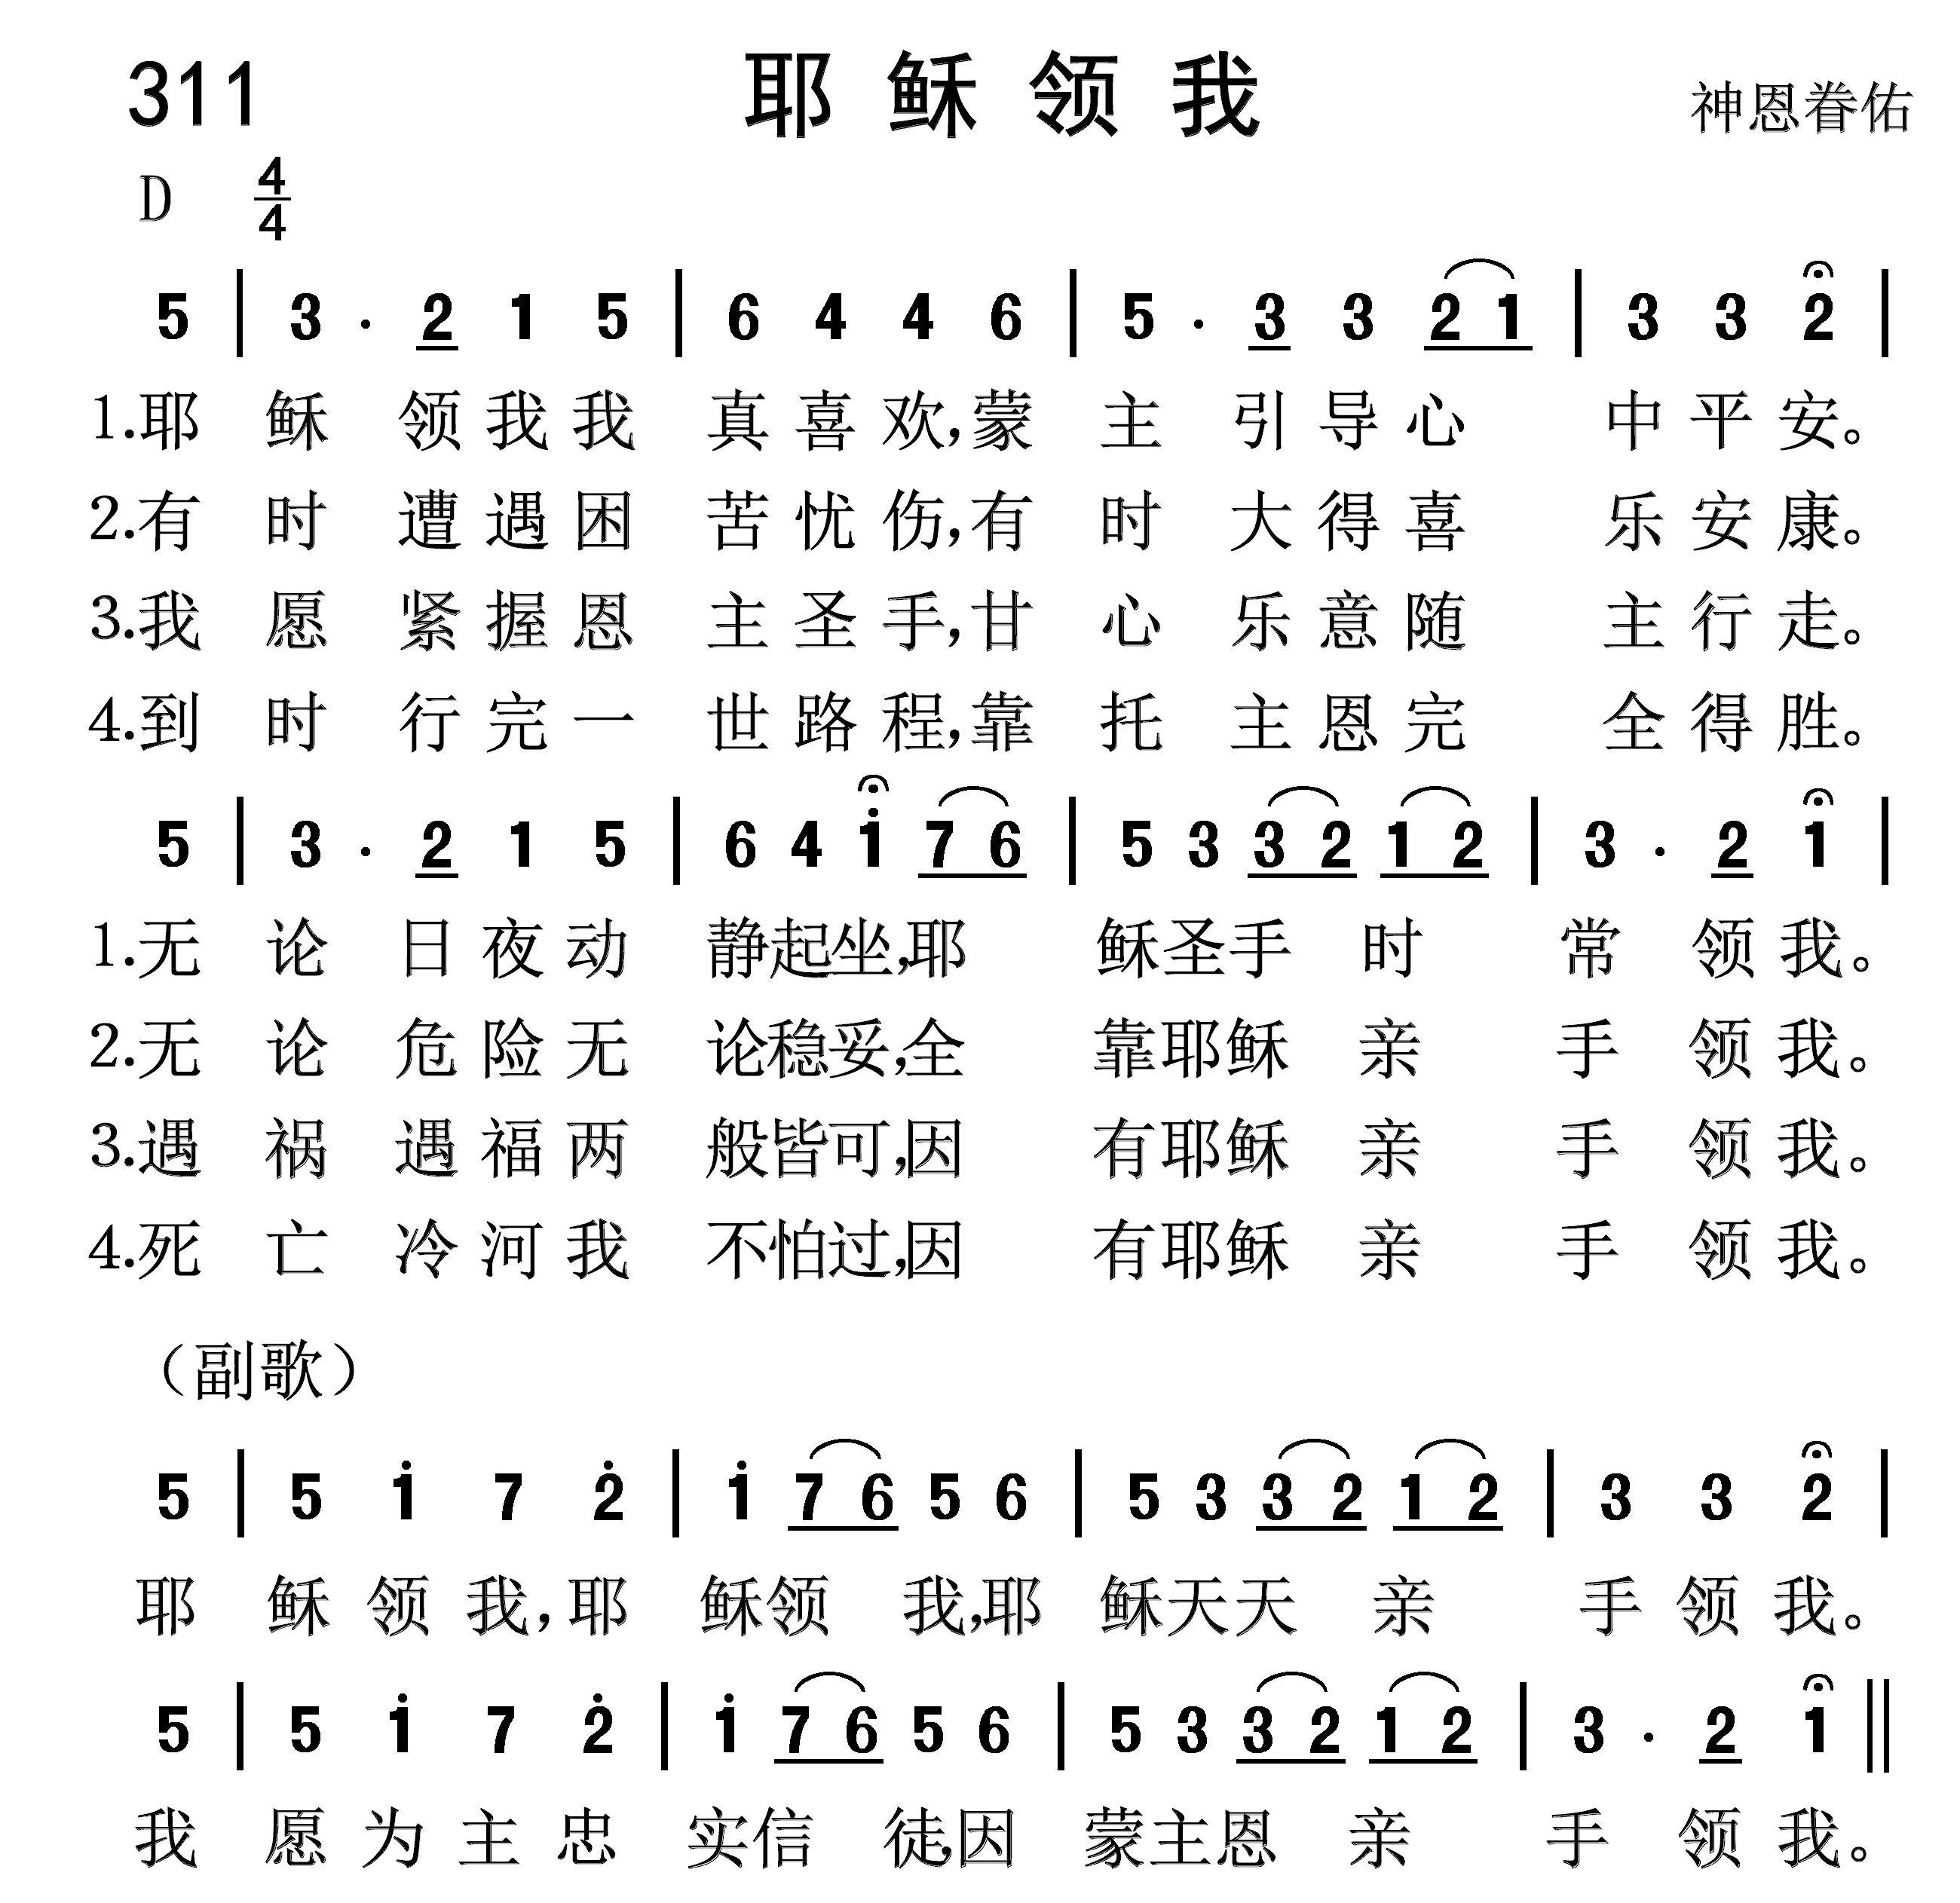 311 耶稣领我 神恩眷佑
D 4/4
5 | 3 · 2 1 5 | 6 4 4 6 | 5 · 3 3 2 1 | 3 3 2 |
1.耶稣领我我真喜欢,蒙主引导心中平安。
2.有时遭遇困苦忧伤,有时大得喜乐安康。
3.我愿紧握恩主圣手,甘心乐意随主行走。
4.到时行完一世路程,靠托主恩完全得胜。
5 | 3 · 2 1 5 | 6 4 1̇ 7 6 | 5 3 3 2 1 2 | 3 · 2 1 |
1.无论日夜动静起坐,耶稣圣手时常领我。
2.无论危险无论稳妥,全靠耶稣亲手领我。
3.遇祸遇福两般皆可,因有耶稣亲手领我。
4.死亡冷河我不怕过,因有耶稣亲手领我。
（副歌）
5 | 5 1̇ 7 2̇ | 1̇ 7 6 5 6 | 5 3 3 2 1 2 | 3 3 2 |
耶稣领我,耶稣领我,耶稣天天亲手领我。
5 | 5 1̇ 7 2̇ | 1̇ 7 6 5 6 | 5 3 3 2 1 2 | 3 · 2 1 ‖
我愿为主忠实信徒,因蒙主恩亲手领我。